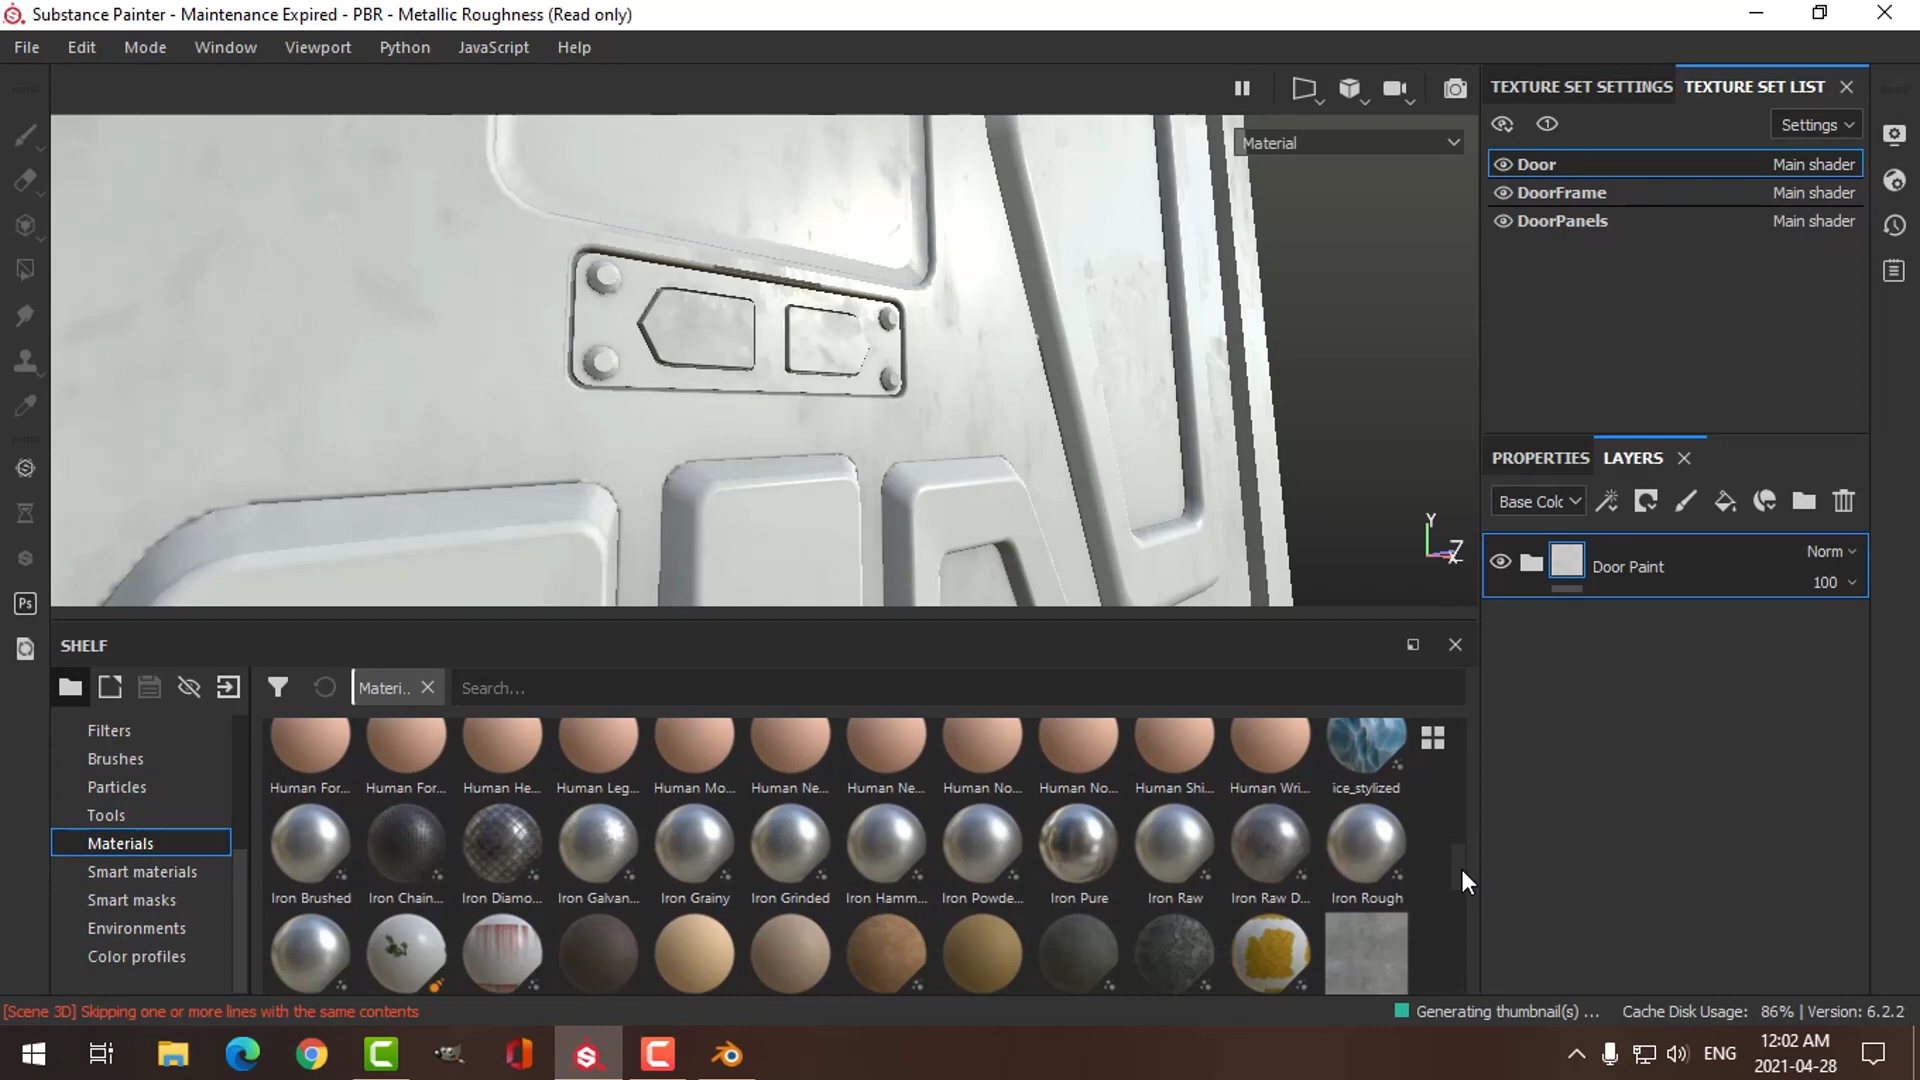 Substance Painter - Maintenance Expired - PBR - Metallic Roughness (Read only)
File Edit Mode Window Viewport Python JavaScript Help
TEXTURE SET SETTINGS TEXTURE SET LIST
Material
Settings
Door Main shader
DoorFrame Main shader
DoorPanels Main shader
PROPERTIES LAYERS
Base Colc
Norm
Door Paint
100
Y
Z
X
Ps
SHELF
Materi.. Search...
Filters
Brushes
Particles
Tools
Materials
Smart materials
Smart masks
Environments
Color profiles
Human For... Human For... Human He... Human Leg... Human Mo... Human Ne... Human Ne... Human No... Human No... Human Shi... Human Wri... ice_stylized
Iron Brushed Iron Chain... Iron Diamo... Iron Galvan... Iron Grainy Iron Grinded Iron Hamm... Iron Powde... Iron Pure Iron Raw Iron Raw D... Iron Rough
[Scene 3D] Skipping one or more lines with the same contents
Generating thumbnail(s) ... Cache Disk Usage: 86% | Version: 6.2.2
ENG
12:02 AM
2021-04-28